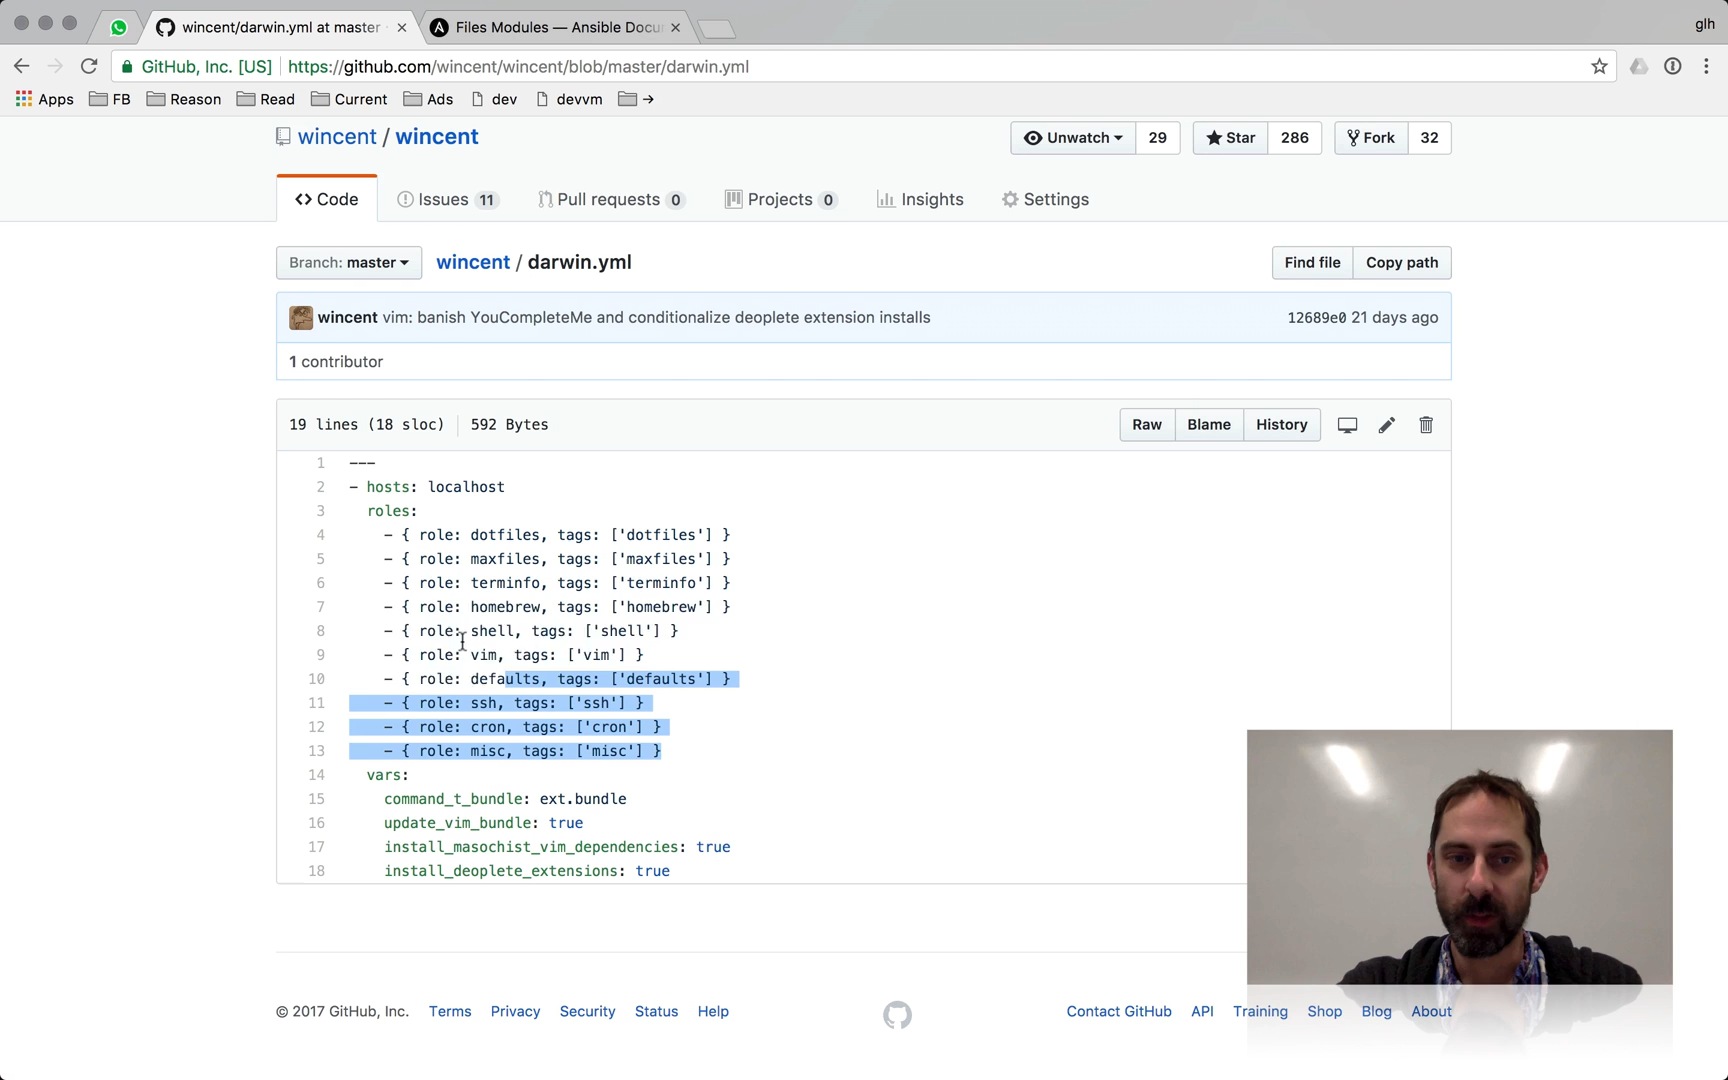 wincent/darwin.yml at master
Files Modules — Ansible Docu
glh
GitHub, Inc. [US] https://github.com/wincent/wincent/blob/master/darwin.yml
Apps FB Reason Read Current Ads dev devvm →
wincent / wincent
Unwatch 29 Star 286 Fork 32
Code Issues 11 Pull requests 0 Projects 0 Insights Settings
Branch: master wincent / darwin.yml Find file Copy path
wincent vim: banish YouCompleteMe and conditionalize deoplete extension installs 12689e0 21 days ago
1 contributor
19 lines (18 sloc) 592 Bytes Raw Blame History
1 ---
2 - hosts: localhost
3 roles:
4 - { role: dotfiles, tags: ['dotfiles'] }
5 - { role: maxfiles, tags: ['maxfiles'] }
6 - { role: terminfo, tags: ['terminfo'] }
7 - { role: homebrew, tags: ['homebrew'] }
8 - { role: shell, tags: ['shell'] }
9 - { role: vim, tags: ['vim'] }
10 - { role: defaults, tags: ['defaults'] }
11 - { role: ssh, tags: ['ssh'] }
12 - { role: cron, tags: ['cron'] }
13 - { role: misc, tags: ['misc'] }
14 vars:
15 command_t_bundle: ext.bundle
16 update_vim_bundle: true
17 install_masochist_vim_dependencies: true
18 install_deoplete_extensions: true
© 2017 GitHub, Inc. Terms Privacy Security Status Help Contact GitHub API Training Shop Blog About